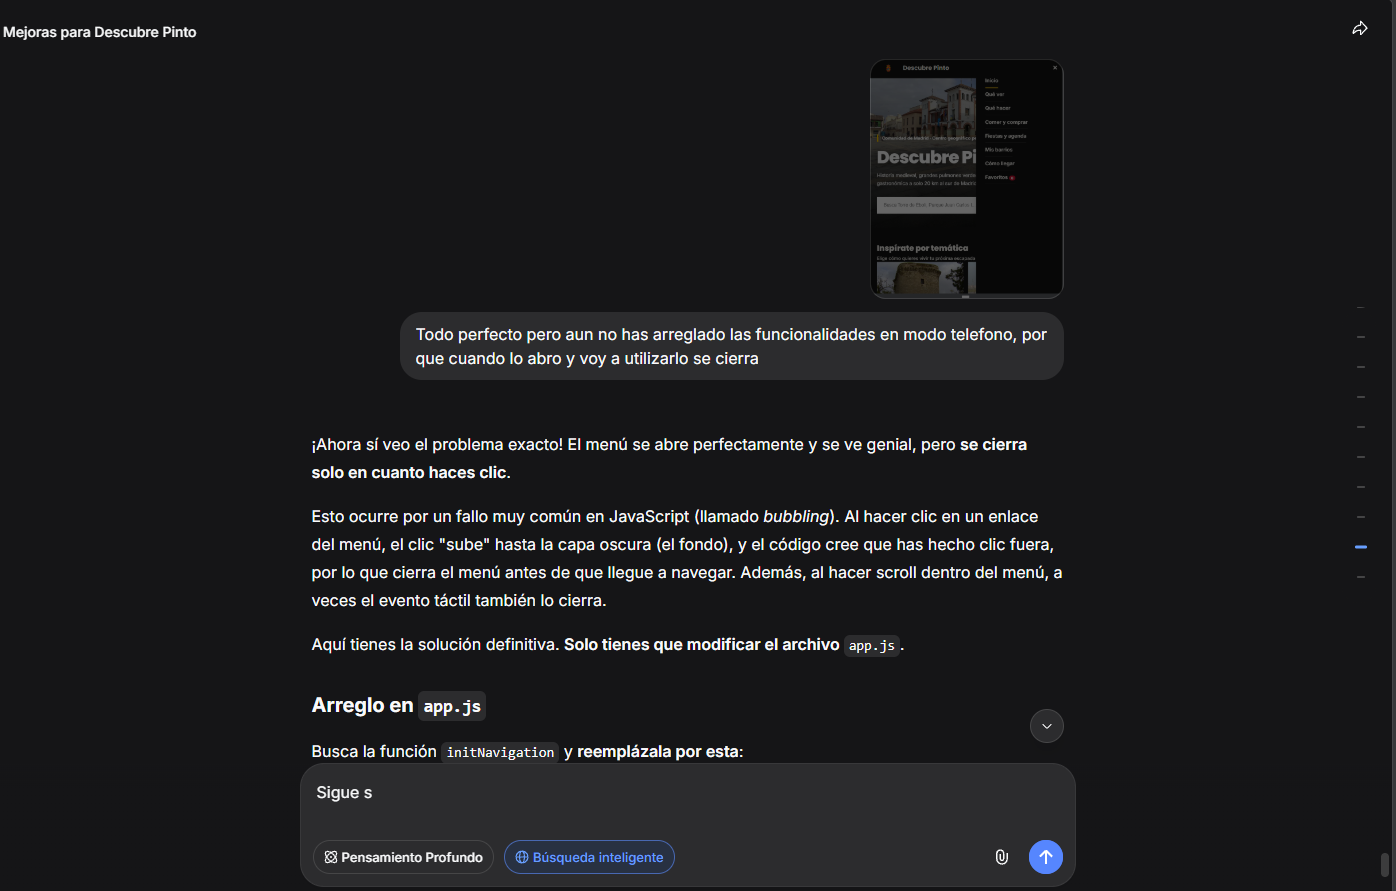 Mejoras para Descubre Pinto
Descubre Pinto
Inicio
Qué ver
Qué hacer
Comer y comprar
Fiestas y agenda
Mis barrios
Cómo llegar
Favoritos
Descubre Pi
Inspírate por temática
Todo perfecto pero aun no has arreglado las funcionalidades en modo telefono, por
que cuando lo abro y voy a utilizarlo se cierra
¡Ahora sí veo el problema exacto! El menú se abre perfectamente y se ve genial, pero se cierra
solo en cuanto haces clic.
Esto ocurre por un fallo muy común en JavaScript (llamado bubbling). Al hacer clic en un enlace
del menú, el clic "sube" hasta la capa oscura (el fondo), y el código cree que has hecho clic fuera,
por lo que cierra el menú antes de que llegue a navegar. Además, al hacer scroll dentro del menú, a
veces el evento táctil también lo cierra.
Aquí tienes la solución definitiva. Solo tienes que modificar el archivo app.js.
Arreglo en app.js
Busca la función initNavigation y reemplázala por esta:
Sigue s
Pensamiento Profundo
Búsqueda inteligente